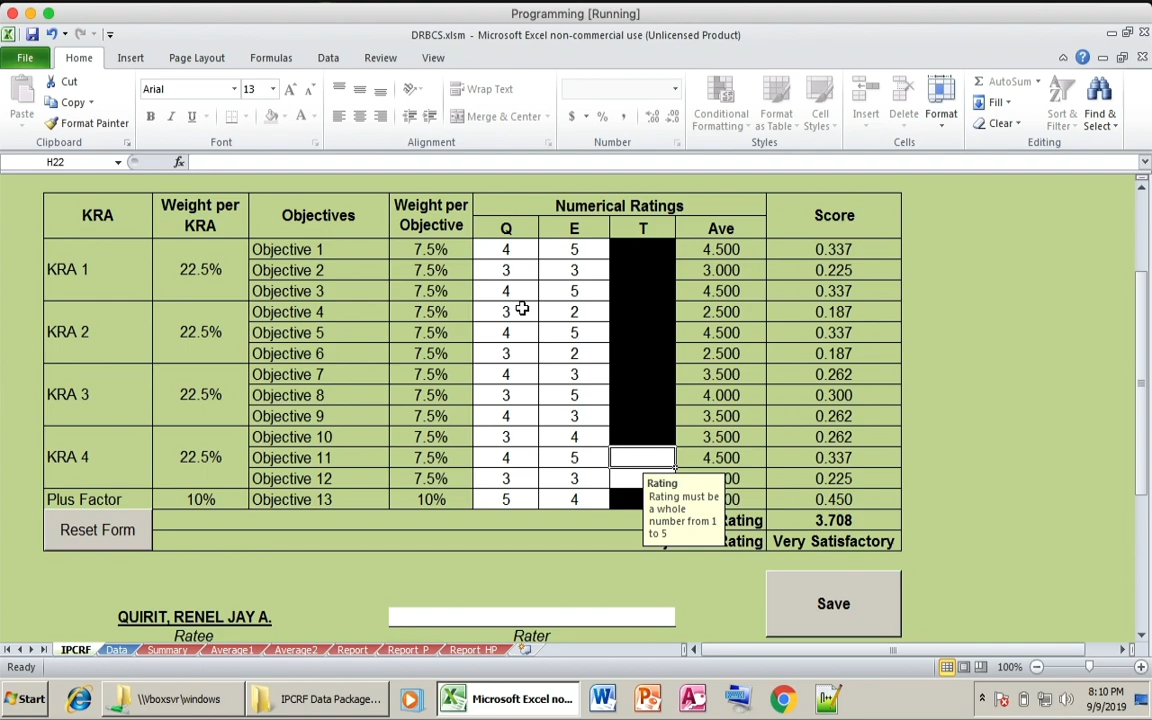 Programming [Running]
DRBCS.xlsm - Microsoft Excel non-commercial use (Unlicensed Product)
File Home Insert Page Layout Formulas Data Review View
Paste
Cut
Copy
Format Painter
Arial 13
B I U
Wrap Text
Merge & Center
$ % ,
Conditional Formatting
Format as Table
Cell Styles
Insert Delete Format
AutoSum
Fill
Clear
Sort & Filter
Find & Select
Clipboard Font Alignment Number Styles Cells Editing
H22 fx
KRA Weight per KRA Objectives Weight per Objective Numerical Ratings Score
Q E T Ave
KRA 1 22.5% Objective 1 7.5% 4 5 4.500 0.337
Objective 2 7.5% 3 3 3.000 0.225
Objective 3 7.5% 4 5 4.500 0.337
KRA 2 22.5% Objective 4 7.5% 3 2 2.500 0.187
Objective 5 7.5% 4 5 4.500 0.337
Objective 6 7.5% 3 2 2.500 0.187
KRA 3 22.5% Objective 7 7.5% 4 3 3.500 0.262
Objective 8 7.5% 3 5 4.000 0.300
Objective 9 7.5% 4 3 3.500 0.262
KRA 4 22.5% Objective 10 7.5% 3 4 3.500 0.262
Objective 11 7.5% 4 5 4.500 0.337
Objective 12 7.5% 3 3 0.225
Plus Factor 10% Objective 13 10% 5 4 0.450
Rating
Rating must be
a whole
number from 1
to 5
Reset Form
Rating 3.708
Rating Very Satisfactory
Save
QUIRIT, RENEL JAY A.
Ratee Rater
IPCRF Data Summary Average1 Average2 Report Report_P Report_HP
Ready 100%
Start \\Vboxsvr\windows IPCRF Data Package... Microsoft Excel no...
8:10 PM
9/9/2019